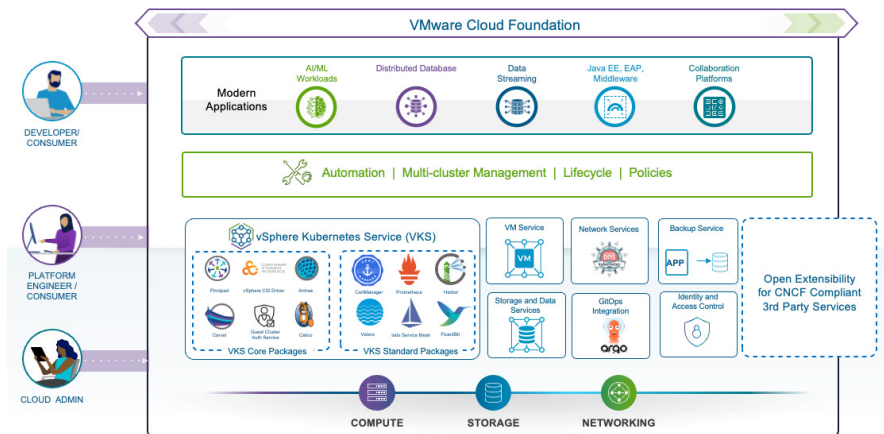 VMware Cloud Foundation
DEVELOPER/
CONSUMER
Modern
Applications
AI/ML
Workloads
Distributed Database
Data
Streaming
Java EE, EAP,
Middleware
Collaboration
Platforms
Automation | Multi-cluster Management | Lifecycle | Policies
PLATFORM
ENGINEER /
CONSUMER
vSphere Kubernetes Service (VKS)
Pinniped
CONTAINER
STORAGE
INTERFACE
vSphere CSI Driver
Antrea
Carvel
Guest Cluster
Auth Service
Calico
VKS Core Packages
CertManager
Prometheus
Harbor
Velero
Istio Service Mesh
FluentBit
VKS Standard Packages
VM Service
VM
Network Services
DNS
Backup Service
APP
Storage and Data
Services
GitOps
Integration
argo
Identity and
Access Control
Open Extensibility
for CNCF Compliant
3rd Party Services
CLOUD ADMIN
COMPUTE
STORAGE
NETWORKING